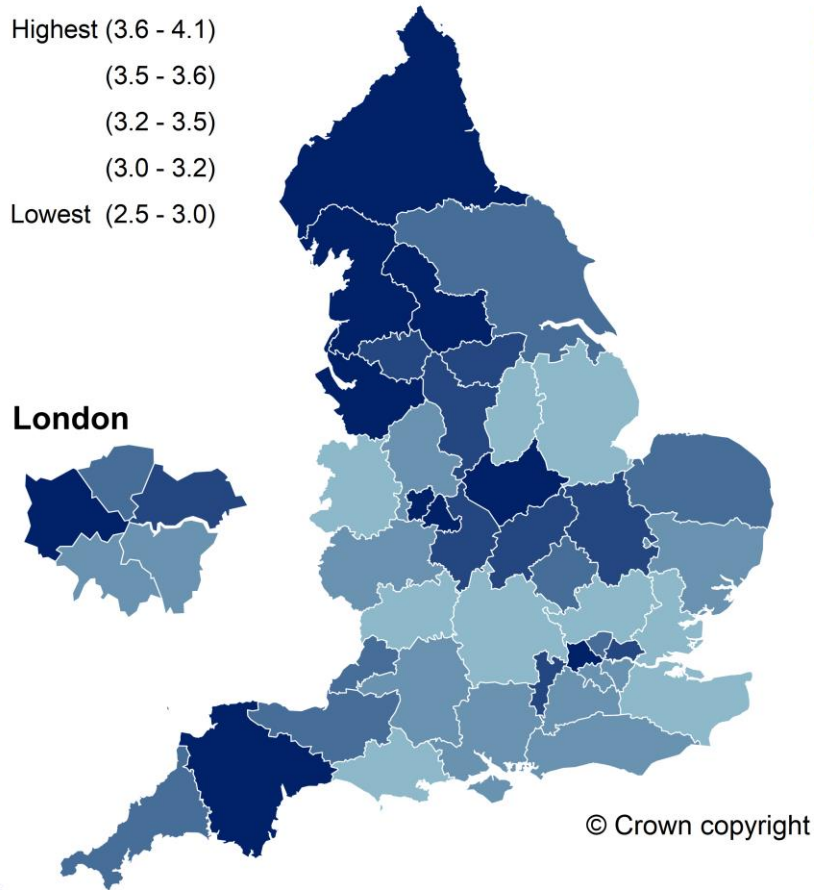 Highest (3.6 - 4.1)
(3.5 - 3.6)
(3.2 - 3.5)
(3.0 - 3.2)
Lowest (2.5 - 3.0)
London
© Crown copyright